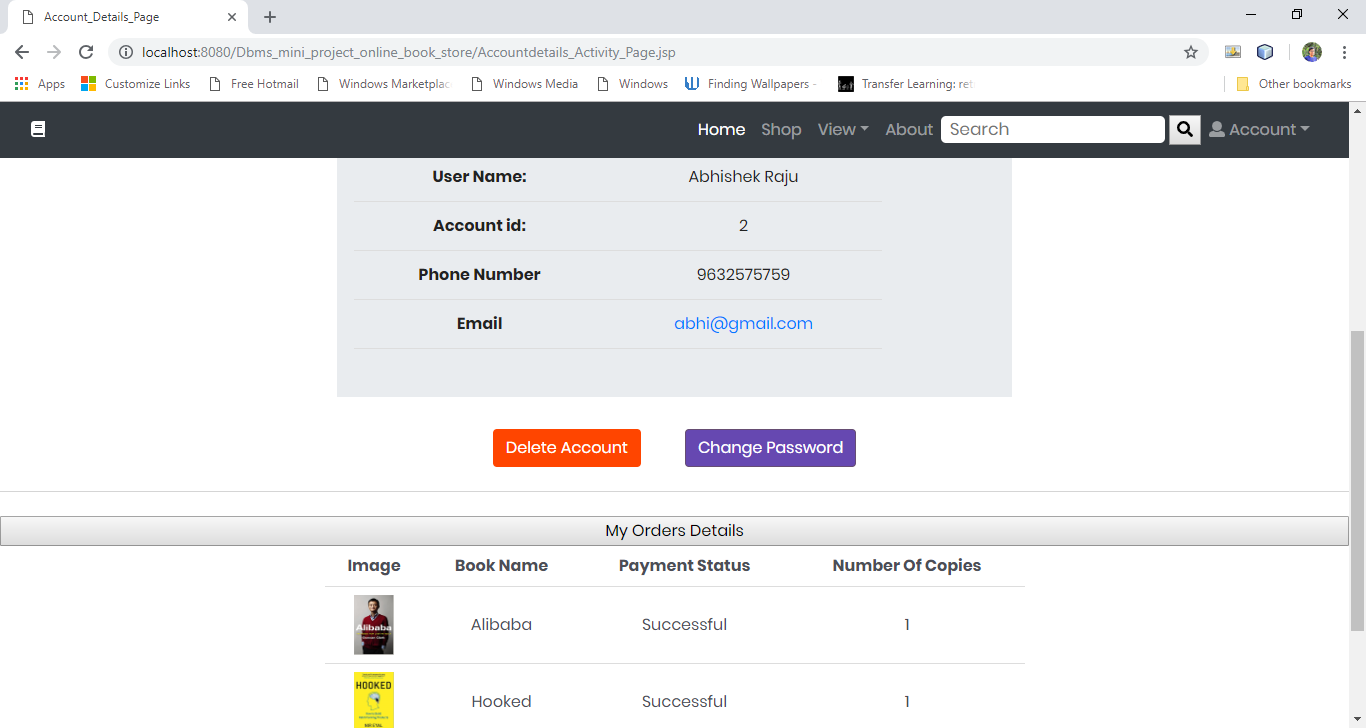 Account_Details_Page
localhost:8080/Dbms_mini_project_online_book_store/Accountdetails_Activity_Page.jsp
Apps Customize Links Free Hotmail Windows Marketplac Windows Media Windows Finding Wallpapers - Transfer Learning: ret Other bookmarks
Home Shop View About Search Account
User Name: Abhishek Raju
Account id: 2
Phone Number 9632575759
Email abhi@gmail.com
Delete Account Change Password
My Orders Details
Image Book Name Payment Status Number Of Copies
Alibaba
Alibaba Successful 1
HOOKED
Hooked Successful 1
NIR EYAL